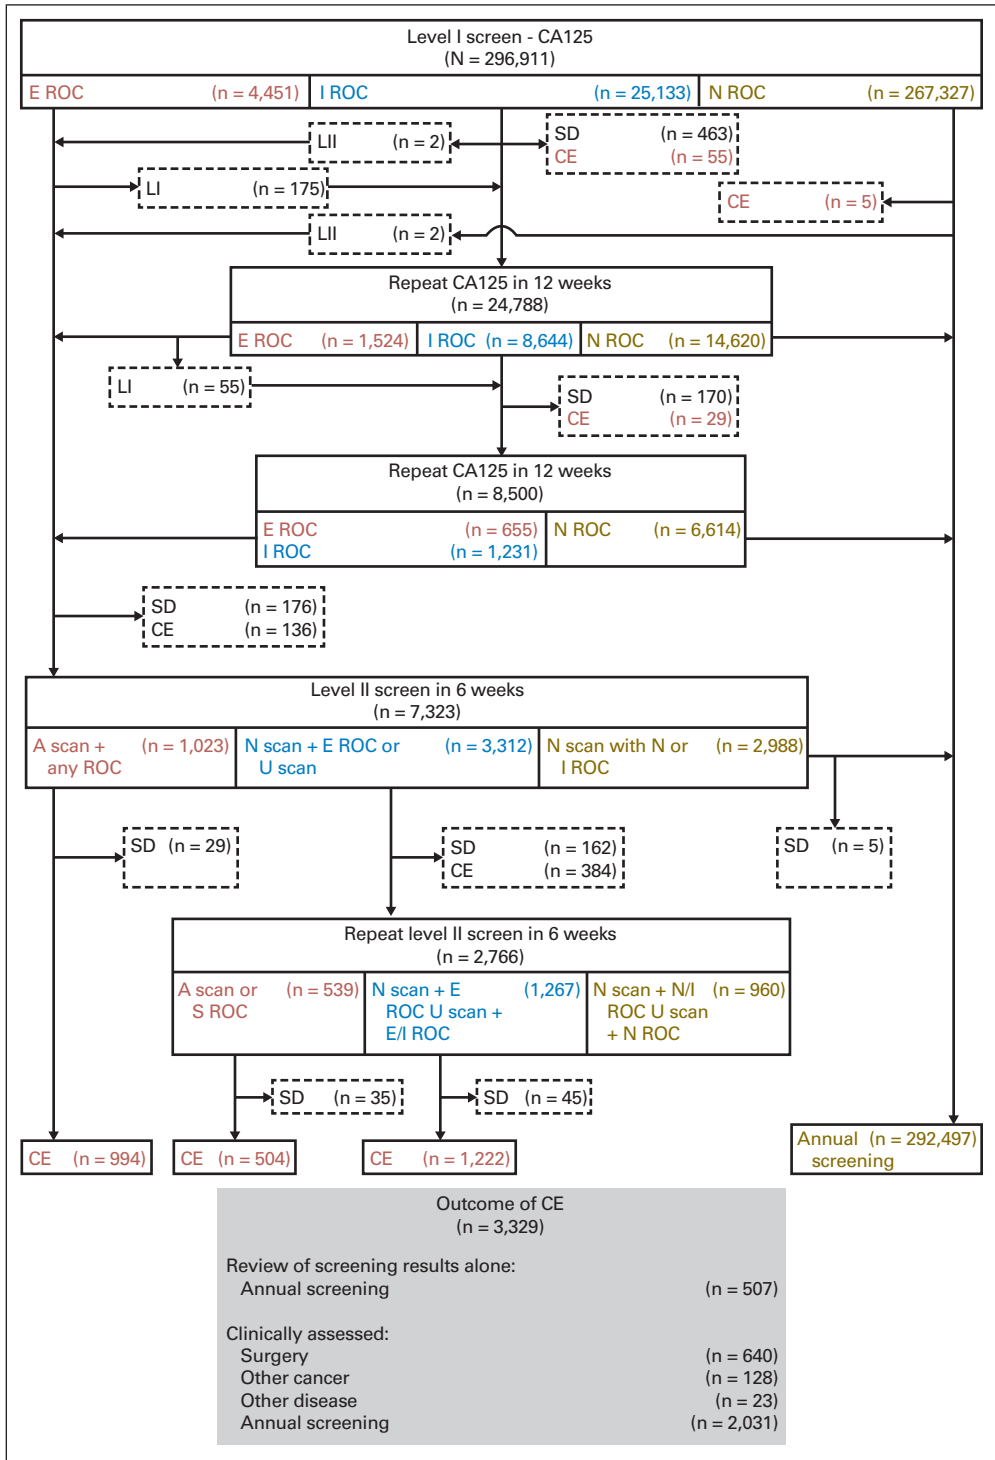 Level I screen - CA125
(N = 296,911)
E ROC (n = 4,451) I ROC (n = 25,133) N ROC (n = 267,327)
LII (n = 2)
SD (n = 463)
CE (n = 55)
LI (n = 175)
CE (n = 5)
LII (n = 2)
Repeat CA125 in 12 weeks
(n = 24,788)
E ROC (n = 1,524) I ROC (n = 8,644) N ROC (n = 14,620)
LI (n = 55)
SD (n = 170)
CE (n = 29)
Repeat CA125 in 12 weeks
(n = 8,500)
E ROC (n = 655) N ROC (n = 6,614)
I ROC (n = 1,231)
SD (n = 176)
CE (n = 136)
Level II screen in 6 weeks
(n = 7,323)
A scan + (n = 1,023) N scan + E ROC or (n = 3,312) N scan with N or (n = 2,988)
any ROC U scan I ROC
SD (n = 29)
SD (n = 162)
CE (n = 384)
SD (n = 5)
Repeat level II screen in 6 weeks
(n = 2,766)
A scan or (n = 539) N scan + E (1,267) N scan + N/I (n = 960)
S ROC ROC U scan + ROC U scan
E/I ROC + N ROC
SD (n = 35) SD (n = 45)
CE (n = 994) CE (n = 504) CE (n = 1,222) Annual (n = 292,497)
screening
Outcome of CE
(n = 3,329)
Review of screening results alone:
Annual screening (n = 507)
Clinically assessed:
Surgery (n = 640)
Other cancer (n = 128)
Other disease (n = 23)
Annual screening (n = 2,031)